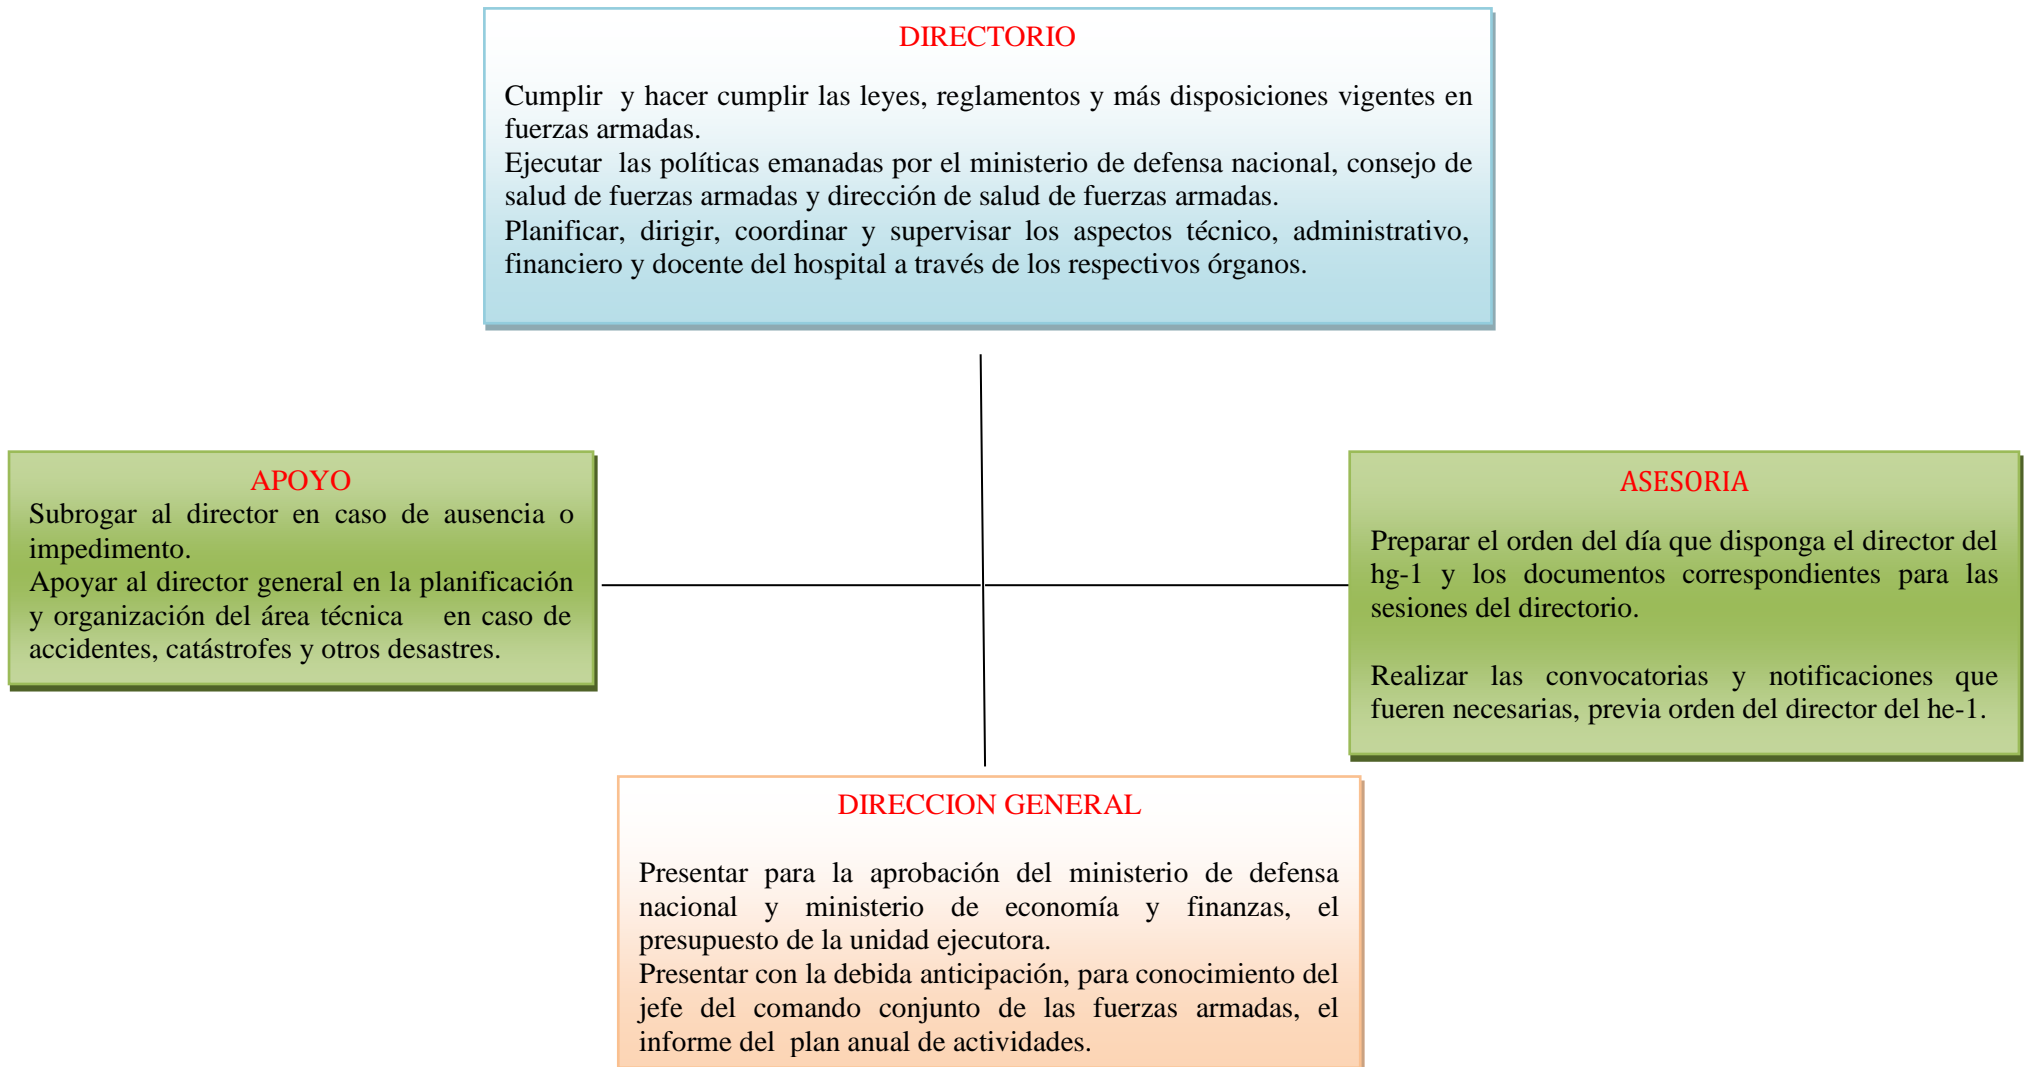 DIRECTORIO
Cumplir y hacer cumplir las leyes, reglamentos y más disposiciones vigentes en
fuerzas armadas.
Ejecutar las políticas emanadas por el ministerio de defensa nacional, consejo de
salud de fuerzas armadas y dirección de salud de fuerzas armadas.
Planificar, dirigir, coordinar y supervisar los aspectos técnico, administrativo,
financiero y docente del hospital a través de los respectivos órganos.
APOYO
Subrogar al director en caso de ausencia o
impedimento.
Apoyar al director general en la planificación
y organización del área técnica en caso de
accidentes, catástrofes y otros desastres.
ASESORIA
Preparar el orden del día que disponga el director del
hg-1 y los documentos correspondientes para las
sesiones del directorio.
Realizar las convocatorias y notificaciones que
fueren necesarias, previa orden del director del he-1.
DIRECCION GENERAL
Presentar para la aprobación del ministerio de defensa
nacional y ministerio de economía y finanzas, el
presupuesto de la unidad ejecutora.
Presentar con la debida anticipación, para conocimiento del
jefe del comando conjunto de las fuerzas armadas, el
informe del plan anual de actividades.